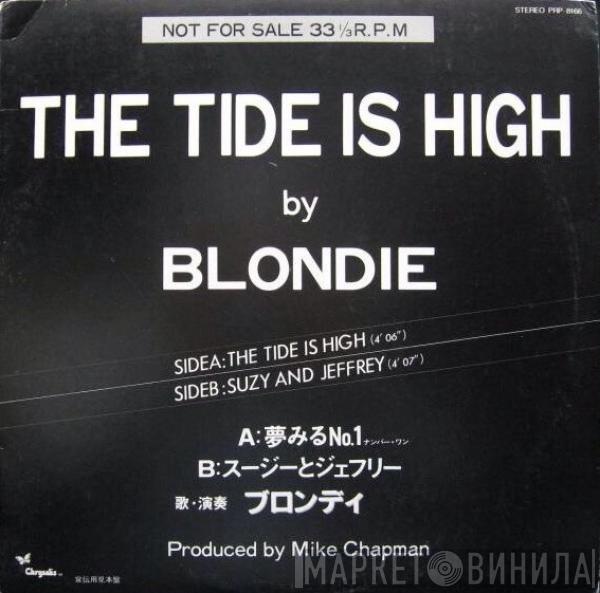 STEREO PRP-8166
NOT FOR SALE 33 1/3 R.P.M
THE TIDE IS HIGH
by
BLONDIE
SIDEA:THE TIDE IS HIGH (4'06")
SIDEB:SUZY AND JEFFREY (4'07")
A:夢みるNo.1 ナンバー・ワン
B:スージーとジェフリー
歌・演奏 ブロンディ
Produced by Mike Chapman
Chrysalis
宣伝用見本盤
МАРКЕТ ВИНИЛА